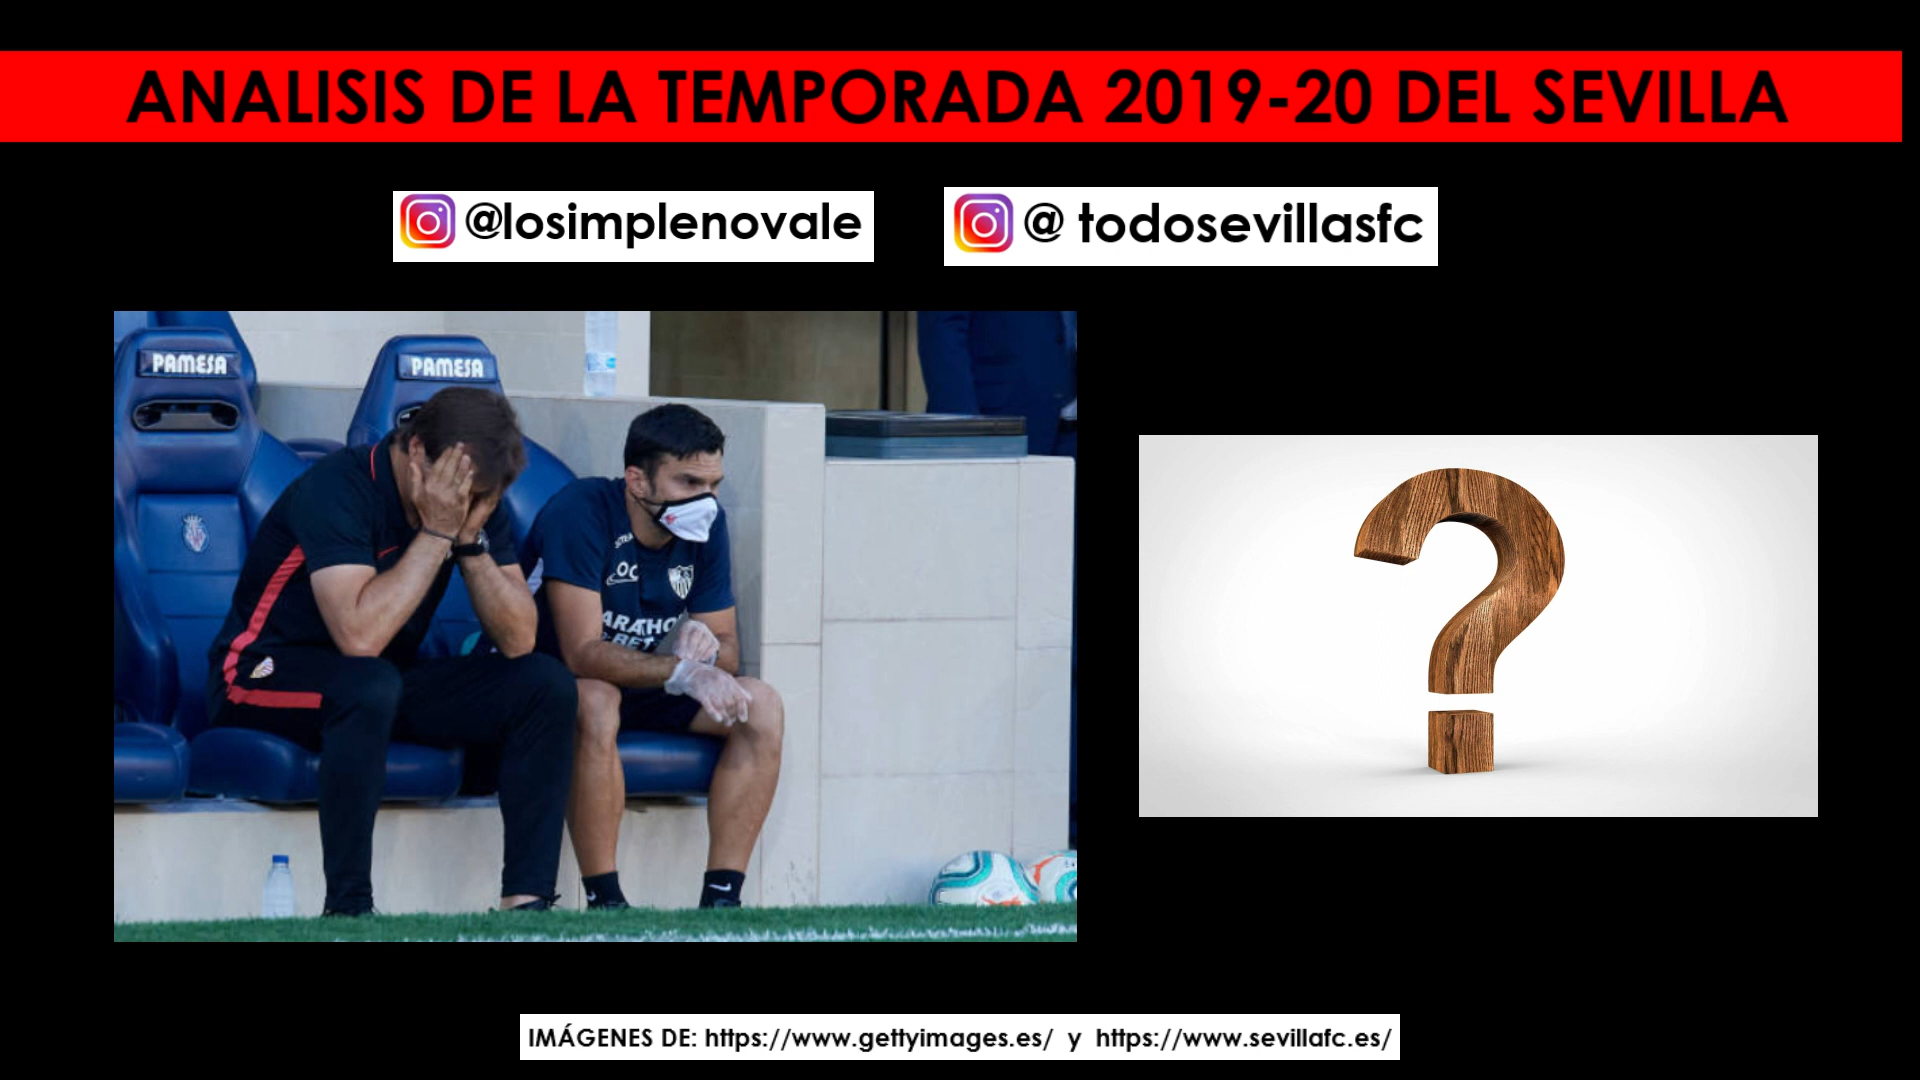 ANALISIS DE LA TEMPORADA 2019-20 DEL SEVILLA
@losimplenovale
@ todosevillasfc
PAMESA
PAMESA
IMÁGENES DE: https://www.gettyimages.es/ y https://www.sevillafc.es/